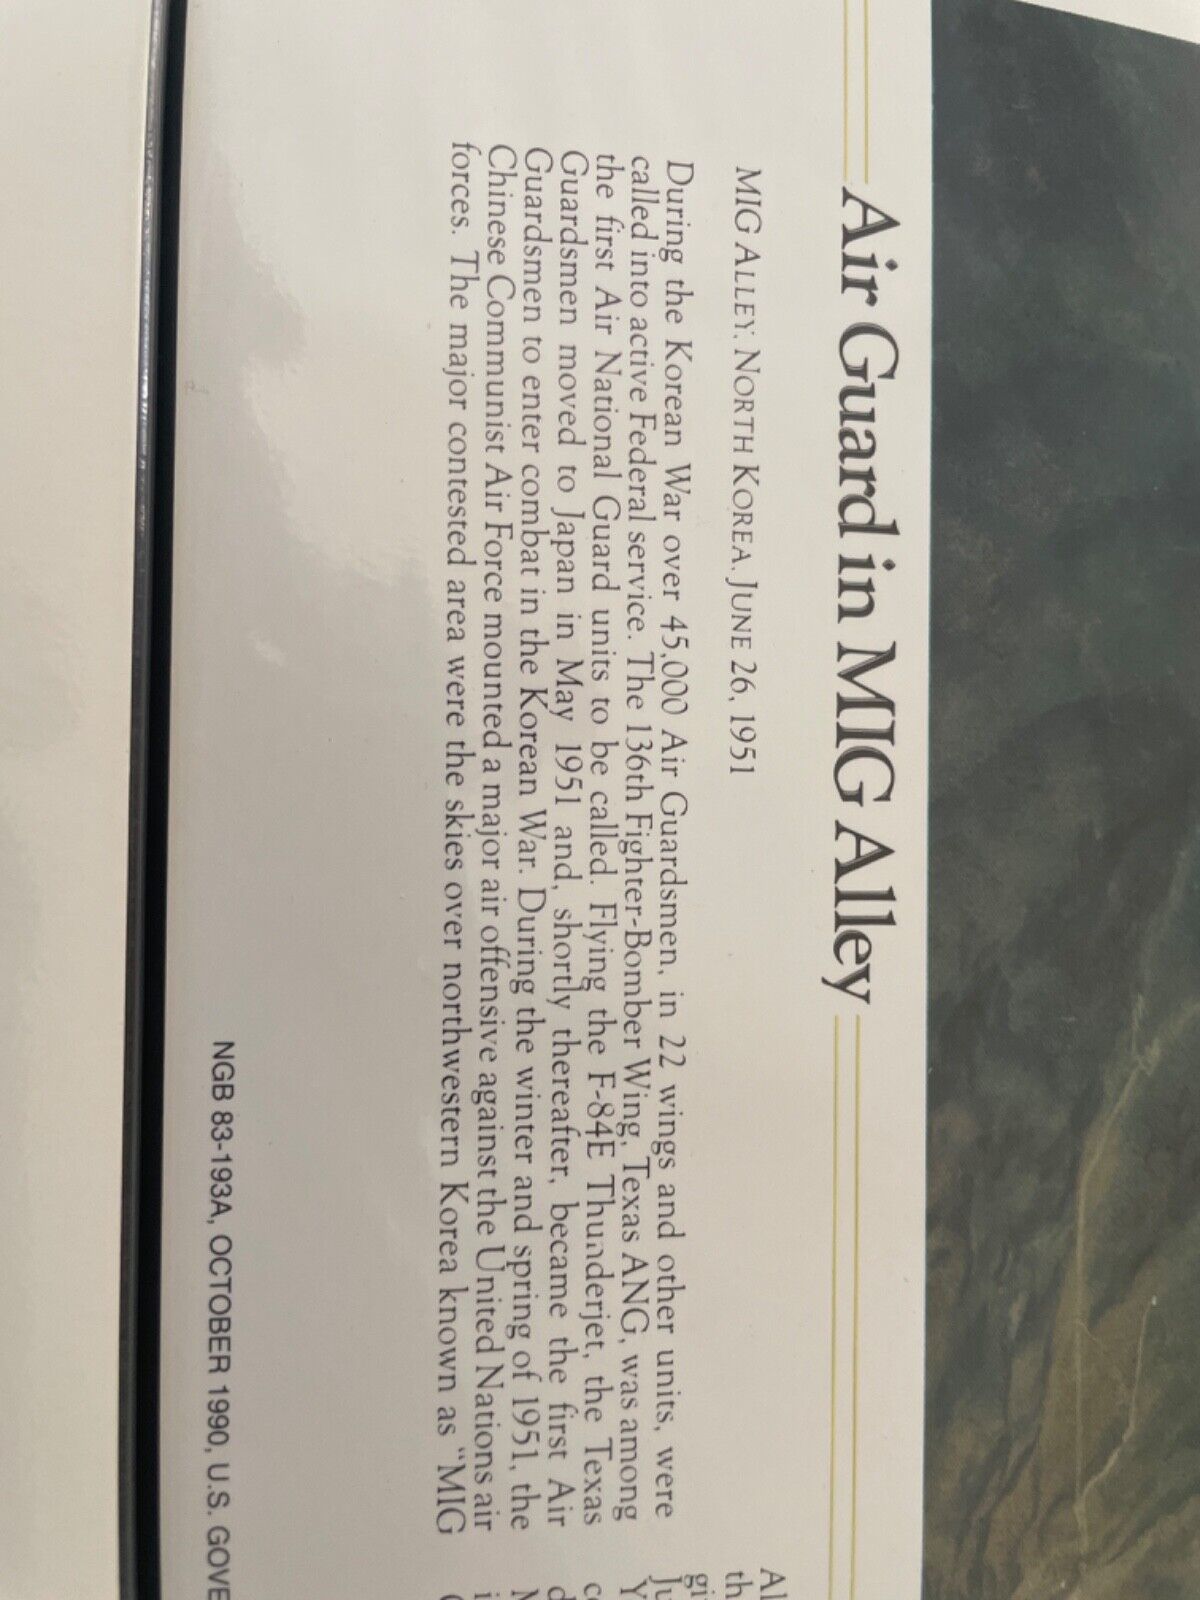 Air Guard in MIG Alley
MIG ALLEY, NORTH KOREA, JUNE 26, 1951
During the Korean War over 45,000 Air Guardsmen, in 22 wings and other units, were
called into active Federal service. The 136th Fighter-Bomber Wing, Texas ANG, was among
the first Air National Guard units to be called. Flying the F-84E Thunderjet, the Texas
Guardsmen moved to Japan in May 1951 and, shortly thereafter, became the first Air
Guardsmen to enter combat in the Korean War. During the winter and spring of 1951, the
Chinese Communist Air Force mounted a major air offensive against the United Nations air
forces. The major contested area were the skies over northwestern Korea known as "MIG
Al
th
gi
Ju
Y
co
d
M
i
NGB 83-193A, OCTOBER 1990, U.S. GOVE